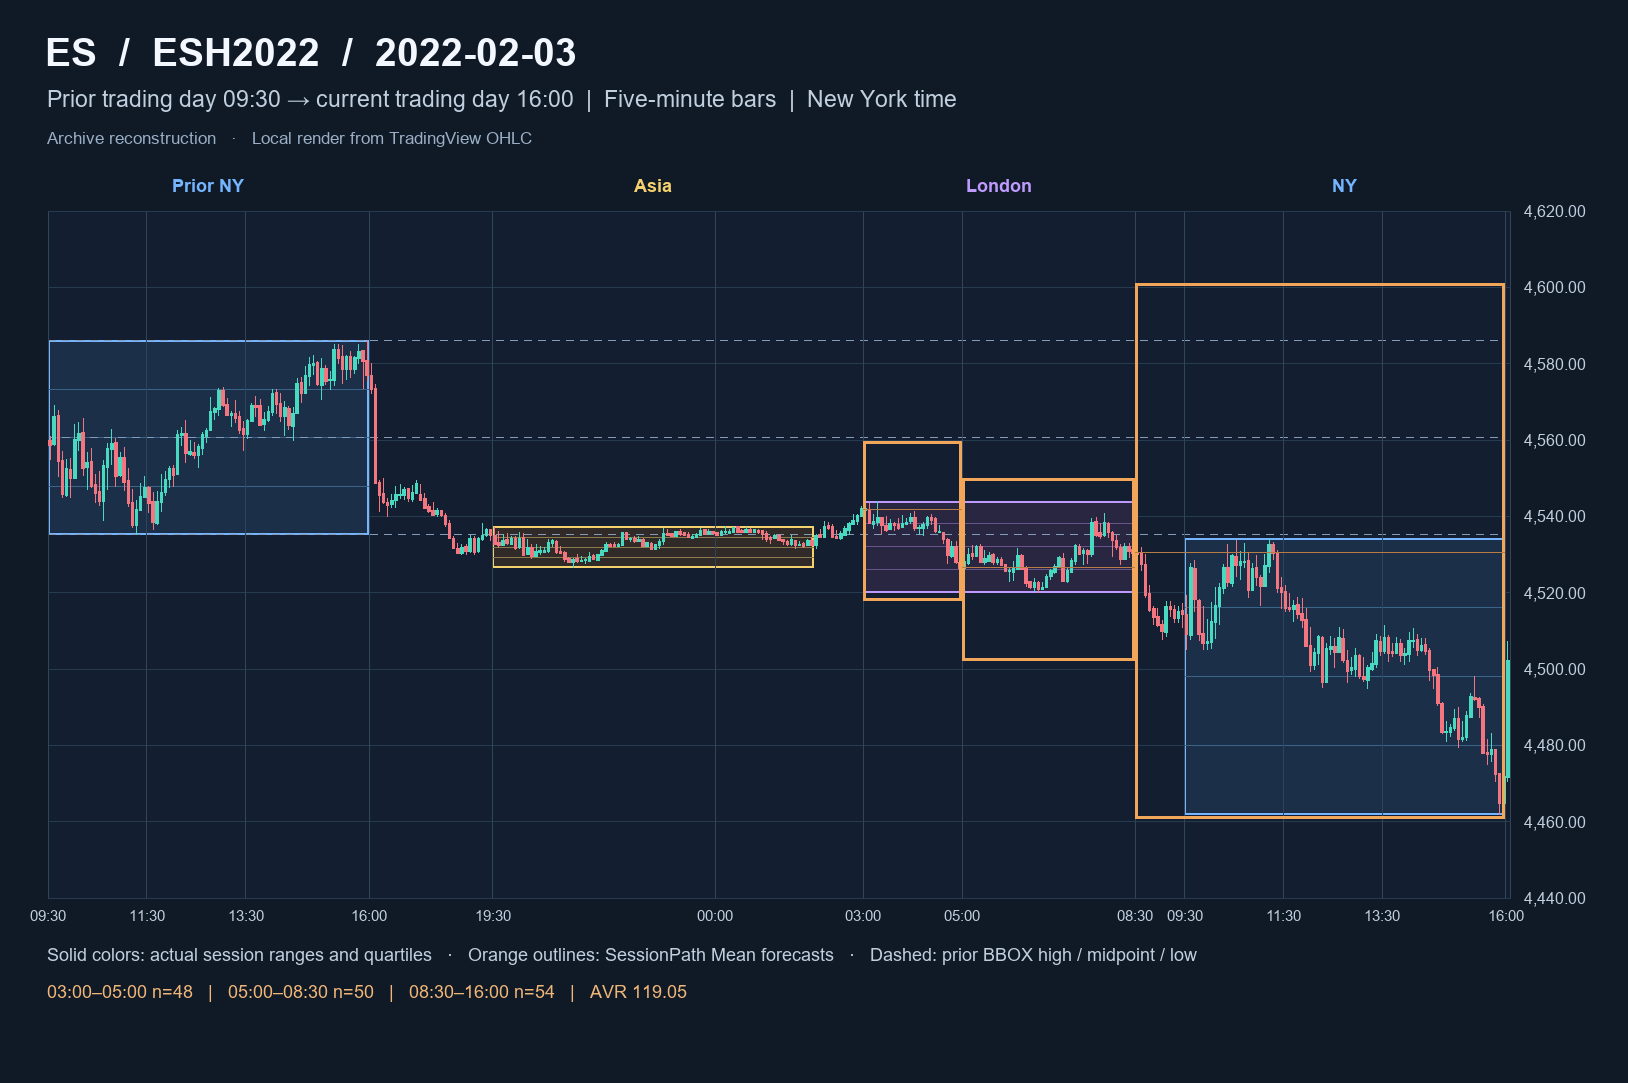 ES / ESH2022 / 2022-02-03
Prior trading day 09:30 → current trading day 16:00 | Five-minute bars | New York time
Archive reconstruction · Local render from TradingView OHLC
Prior NY Asia London NY
4,620.00
4,600.00
4,580.00
4,560.00
4,540.00
4,520.00
4,500.00
4,480.00
4,460.00
4,440.00
09:30 11:30 13:30 16:00 19:30 00:00 03:00 05:00 08:30 09:30 11:30 13:30 16:00
Solid colors: actual session ranges and quartiles · Orange outlines: SessionPath Mean forecasts · Dashed: prior BBOX high / midpoint / low
03:00–05:00 n=48 | 05:00–08:30 n=50 | 08:30–16:00 n=54 | AVR 119.05